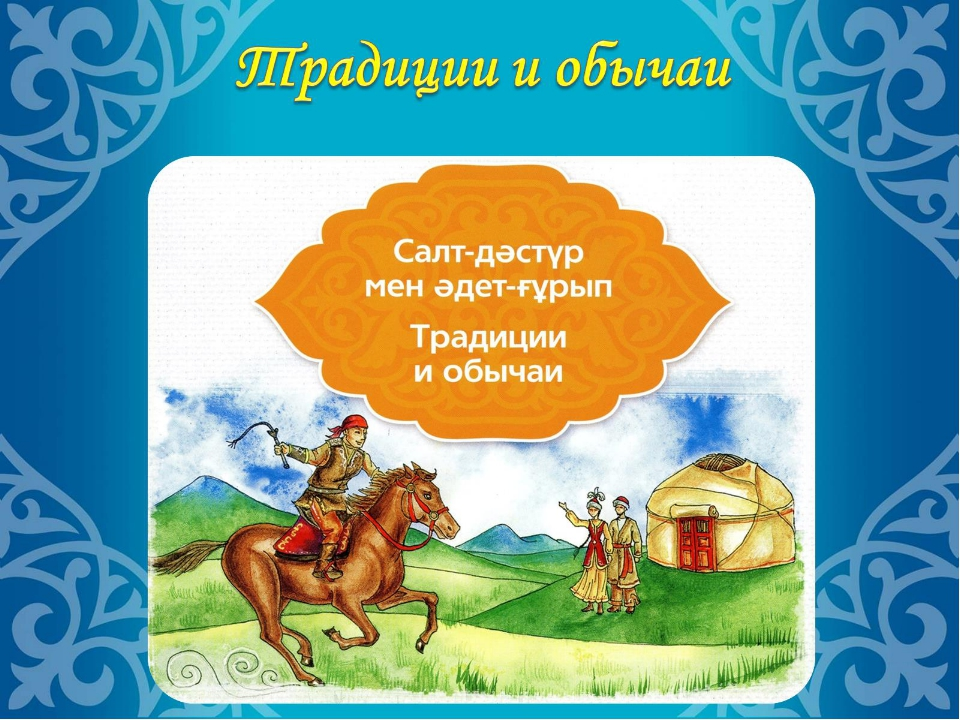 Традиции и обычаи
Салт-дәстүр
мен әдет-ғұрып
Традиции
и обычаи